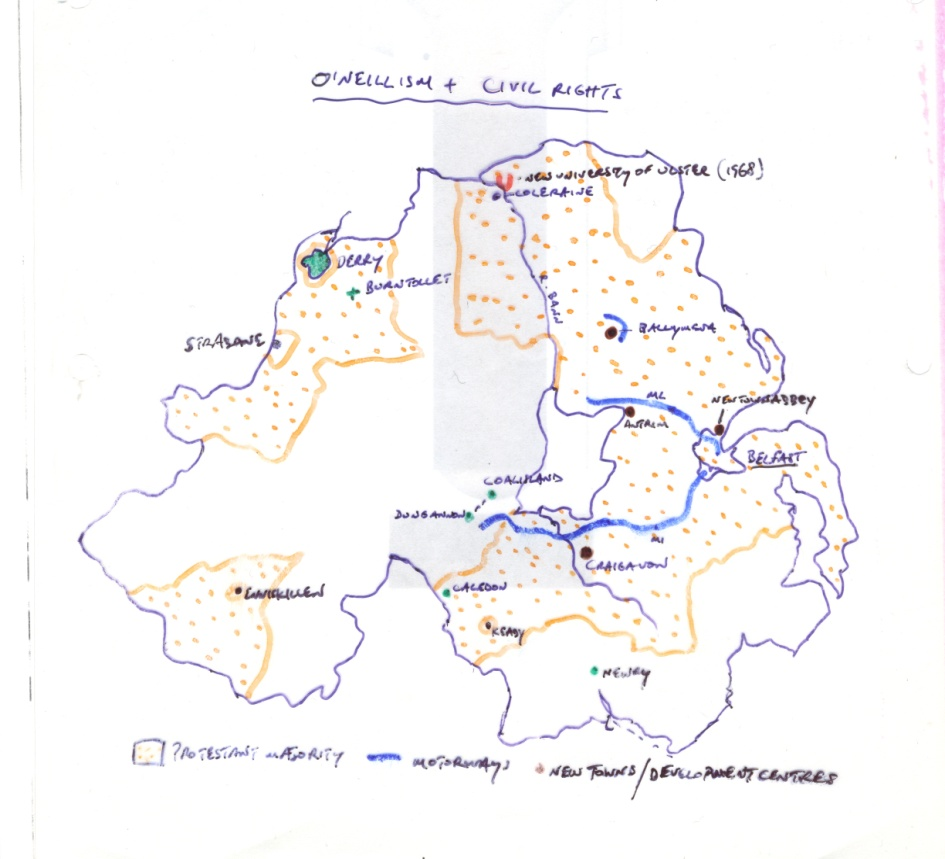 O'NEILLISM + CIVIL RIGHTS
U NEW UNIVERSITY OF ULSTER (1968)
COLERAINE
DERRY
BURNTOLLET
R. BANN
STRABANE
BALLYMENA
M2
NEWTOWNABBEY
ANTRIM
BELFAST
COALISLAND
DUNGANNON
M1
CRAIGAVON
ENNISKILLEN
CALEDON
KEADY
NEWRY
PROTESTANT MAJORITY
MOTORWAYS
NEW TOWNS/DEVELOPMENT CENTRES